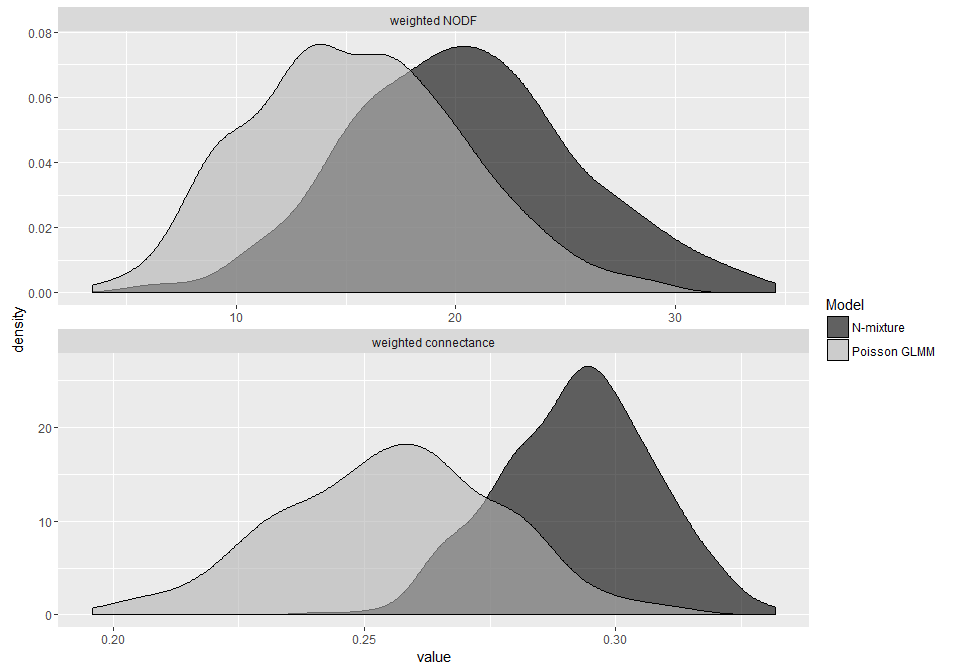 weighted NODF
0.08
0.06
0.04
0.02
0.00
10 20 30
weighted connectance
20
10
0
0.20 0.25 0.30
value
density
Model
N-mixture
Poisson GLMM